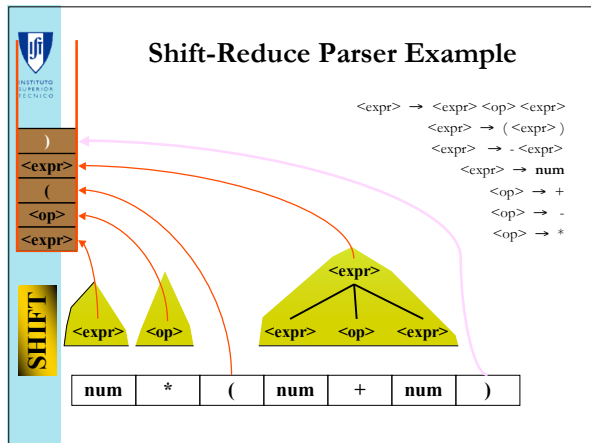 Shift-Reduce Parser Example
IST
INSTITUTO
SUPERIOR
TÉCNICO
<expr> → <expr> <op> <expr>
<expr> → ( <expr> )
<expr> → - <expr>
<expr> → num
<op> → +
<op> → -
<op> → *
)
<expr>
(
<op>
<expr>
<expr>
<expr> <op> <expr> <op> <expr>
SHIFT
num * ( num + num )